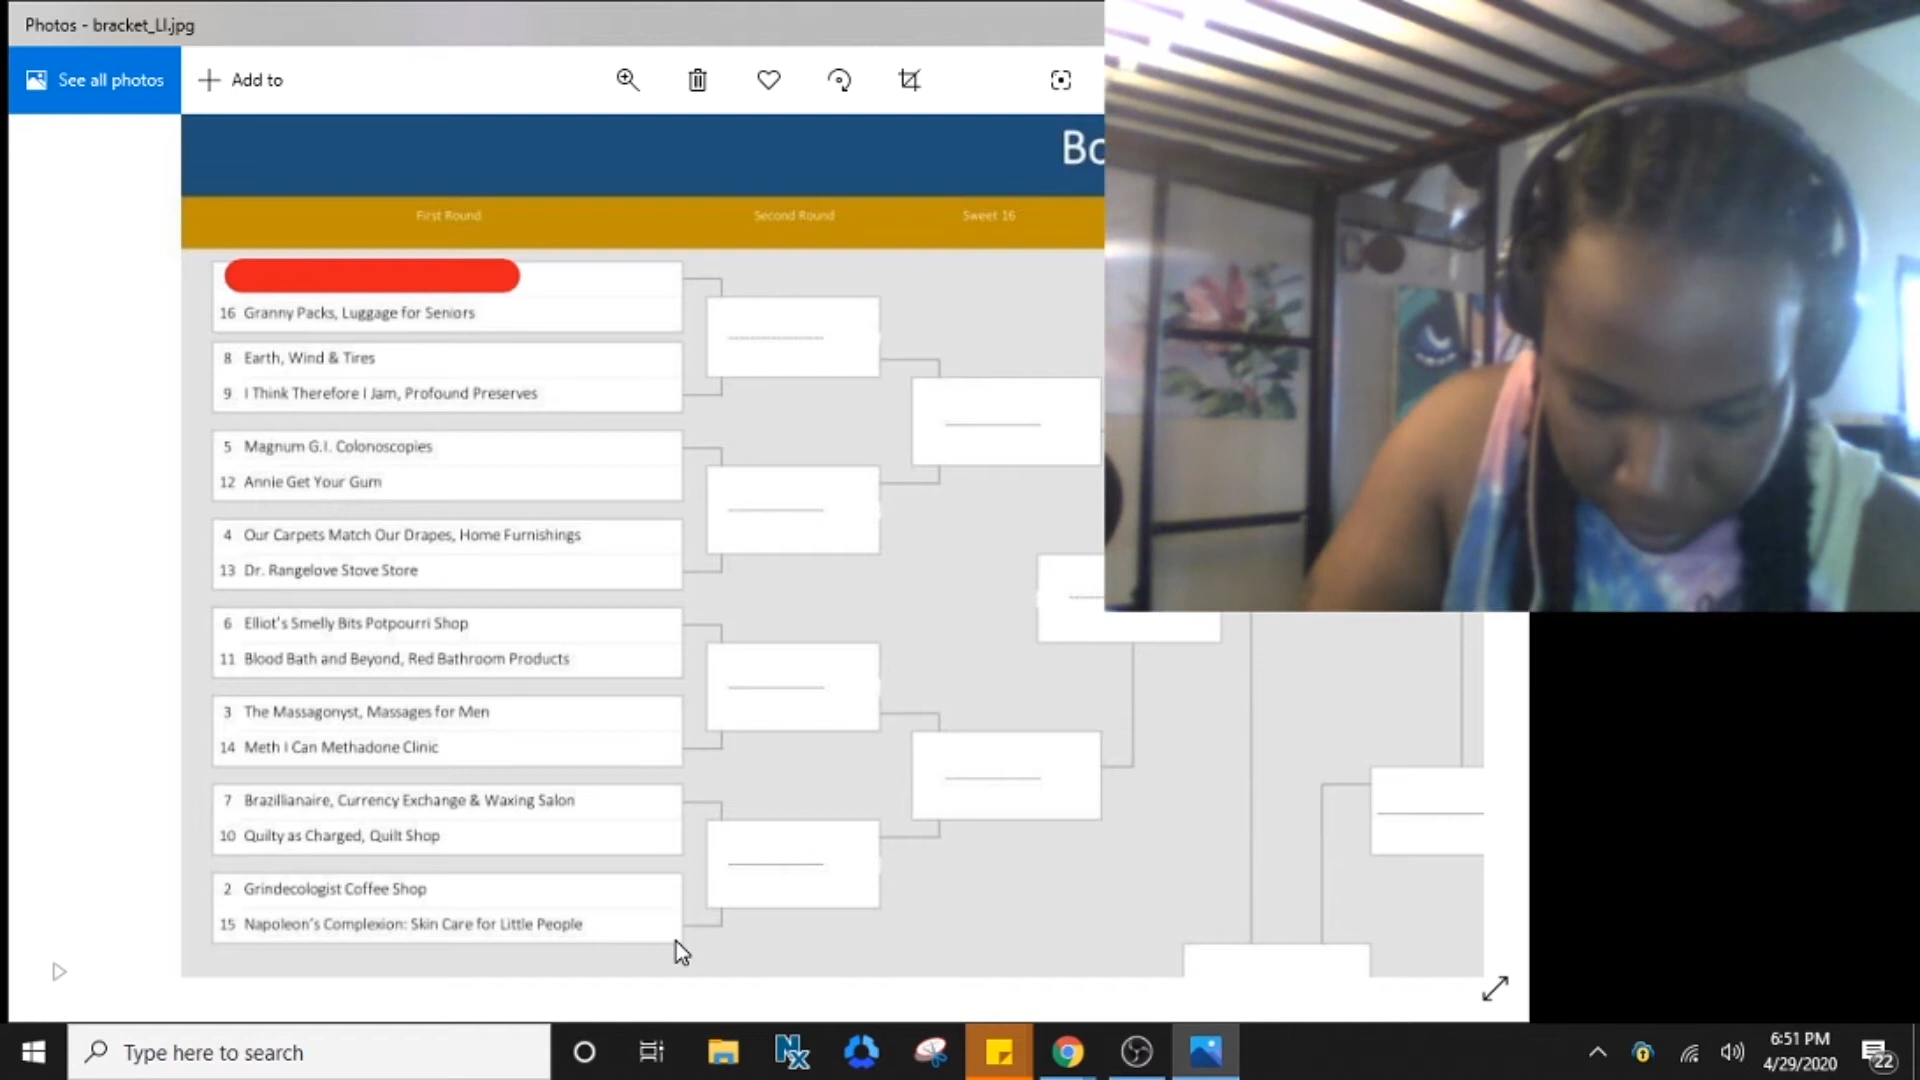 Photos - bracket_LI.jpg
See all photos
Add to
First Round
Second Round
Sweet 16
16 Granny Packs, Luggage for Seniors
8 Earth, Wind & Tires
9 I Think Therefore I Jam, Profound Preserves
5 Magnum G.I. Colonoscopies
12 Annie Get Your Gum
4 Our Carpets Match Our Drapes, Home Furnishings
13 Dr. Rangelove Stove Store
6 Elliot's Smelly Bits Potpourri Shop
11 Blood Bath and Beyond, Red Bathroom Products
3 The Massagonyst, Massages for Men
14 Meth I Can Methadone Clinic
7 Brazillianaire, Currency Exchange & Waxing Salon
10 Quilty as Charged, Quilt Shop
2 Grindecologist Coffee Shop
15 Napoleon's Complexion: Skin Care for Little People
Type here to search
6:51 PM
4/29/2020
22